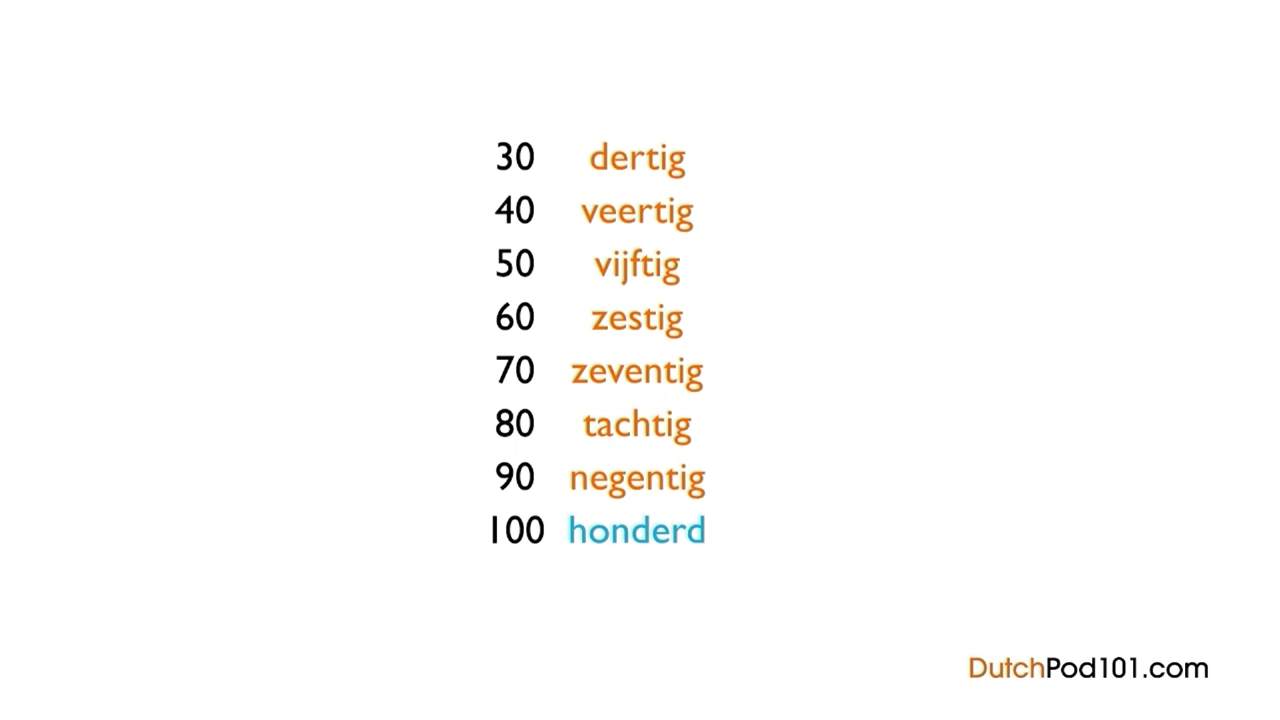 30 dertig
40 veertig
50 vijftig
60 zestig
70 zeventig
80 tachtig
90 negentig
100 honderd
DutchPod101.com